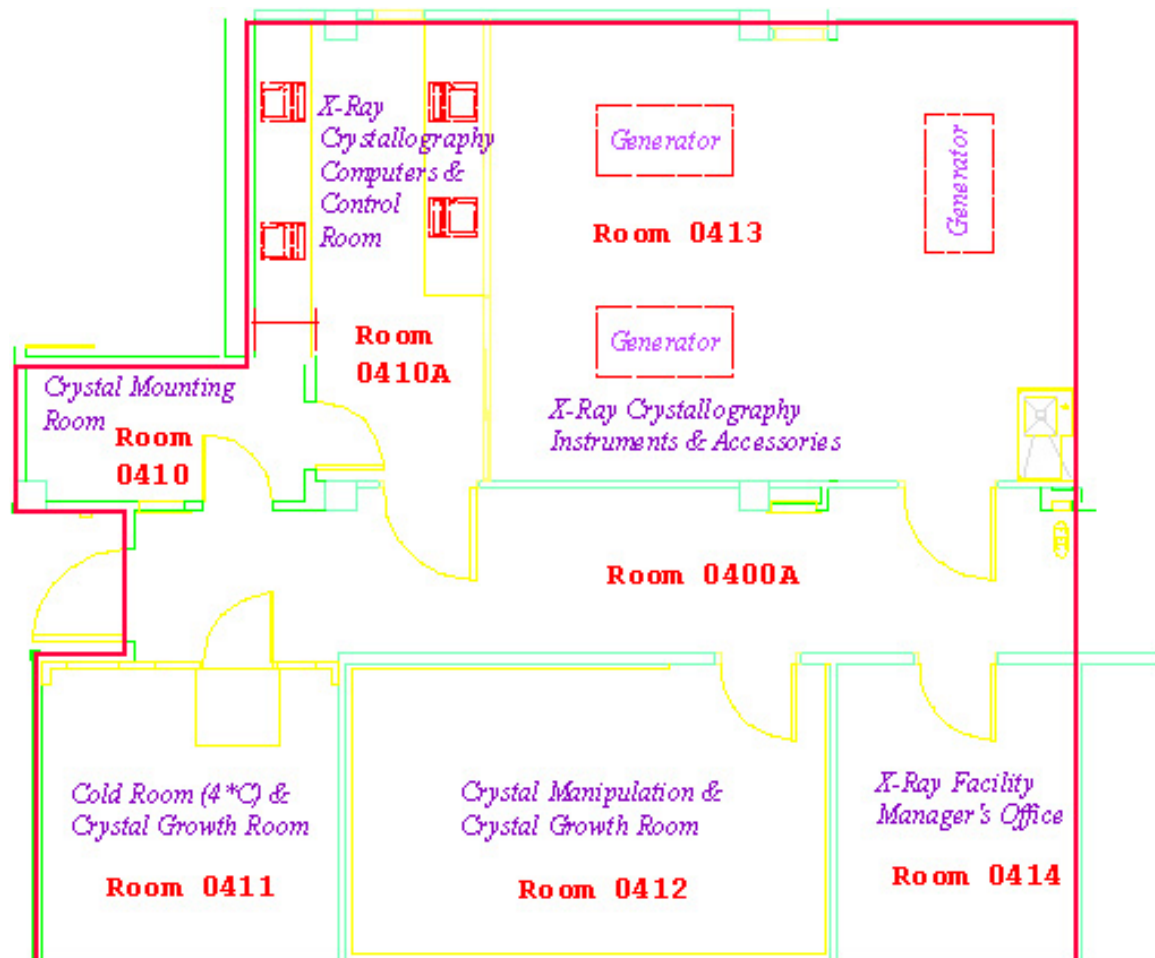 X-Ray
Crystallography
Computers &
Control
Room
Generator
Generator
Room 0413
Room
0410A
Generator
Crystal Mounting
Room
Room
0410
X-Ray Crystallography
Instruments & Accessories
Room 0400A
Cold Room (4*C) &
Crystal Growth Room
Room 0411
Crystal Manipulation &
Crystal Growth Room
Room 0412
X-Ray Facility
Manager's Office
Room 0414